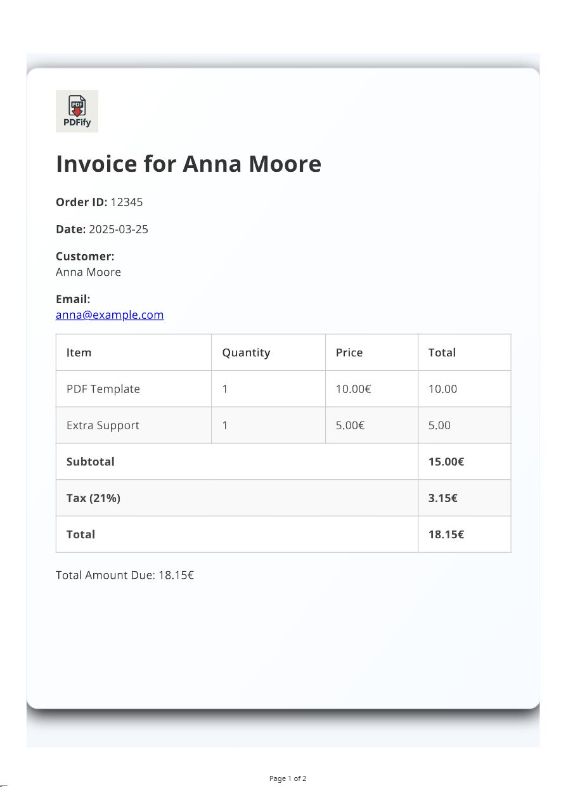 PDF
PDFify
Invoice for Anna Moore
Order ID: 12345
Date: 2025-03-25
Customer:
Anna Moore
Email:
anna@example.com
Item Quantity Price Total
PDF Template 1 10.00€ 10.00
Extra Support 1 5.00€ 5.00
Subtotal 15.00€
Tax (21%) 3.15€
Total 18.15€
Total Amount Due: 18.15€
Page 1 of 2